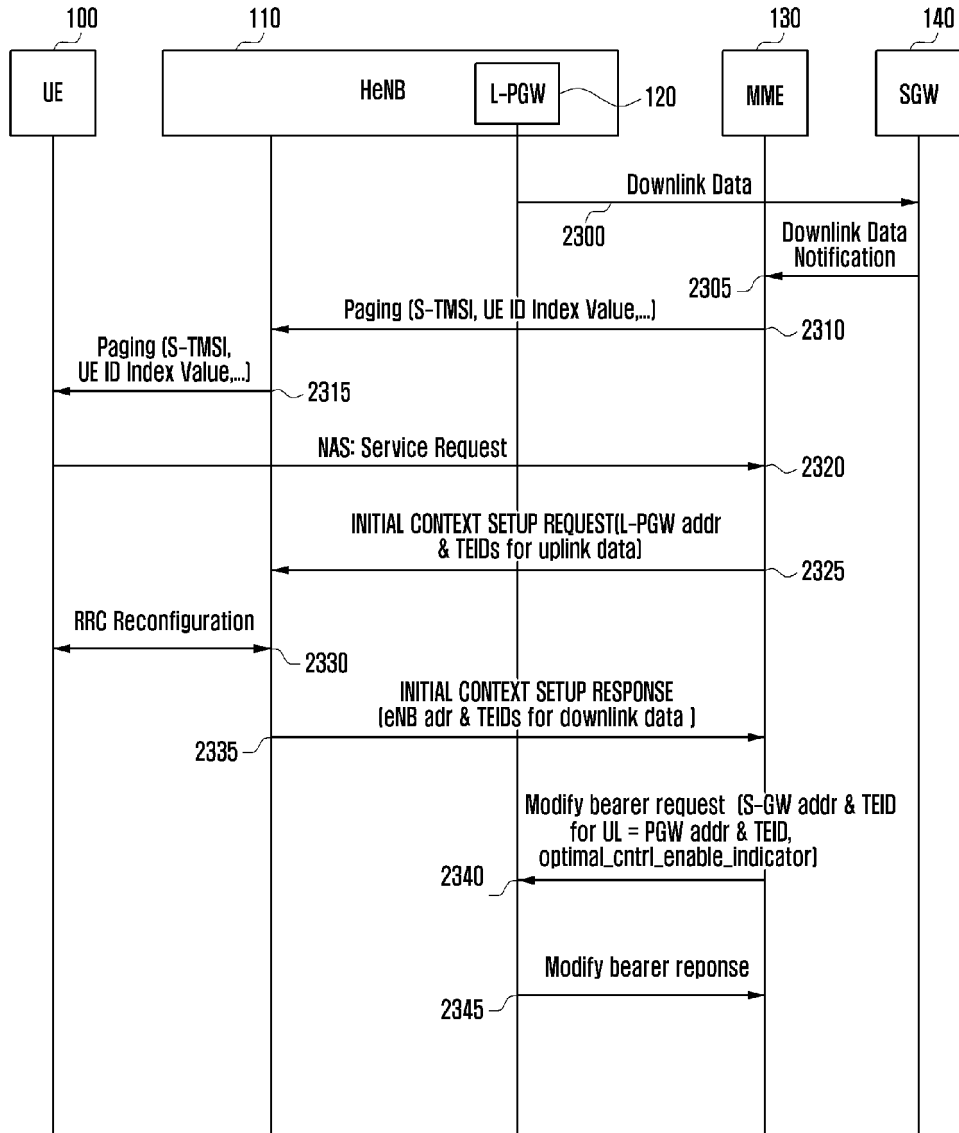 100
110
130
140
UE
HeNB
L-PGW
120
MME
SGW
Downlink Data
2300
Downlink Data
Notification
2305
Paging (S-TMSI, UE ID Index Value,...)
2310
Paging (S-TMSI,
UE ID Index Value,...)
2315
NAS: Service Request
2320
INITIAL CONTEXT SETUP REQUEST(L-PGW addr
& TEIDs for uplink data)
2325
RRC Reconfiguration
2330
INITIAL CONTEXT SETUP RESPONSE
(eNB adr & TEIDs for downlink data )
2335
Modify bearer request (S-GW addr & TEID
for UL = PGW addr & TEID,
optimal_cntrl_enable_indicator)
2340
Modify bearer reponse
2345